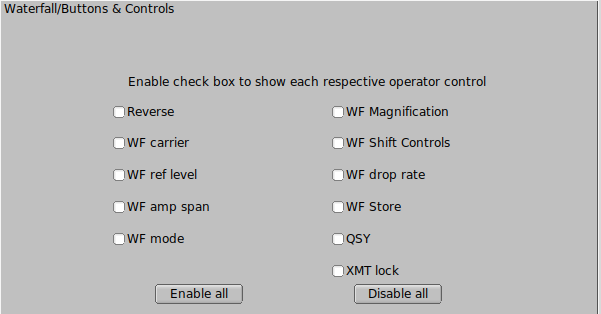 Waterfall/Buttons & Controls
Enable check box to show each respective operator control
Reverse
WF carrier
WF ref level
WF amp span
WF mode
WF Magnification
WF Shift Controls
WF drop rate
WF Store
QSY
XMT lock
Enable all
Disable all